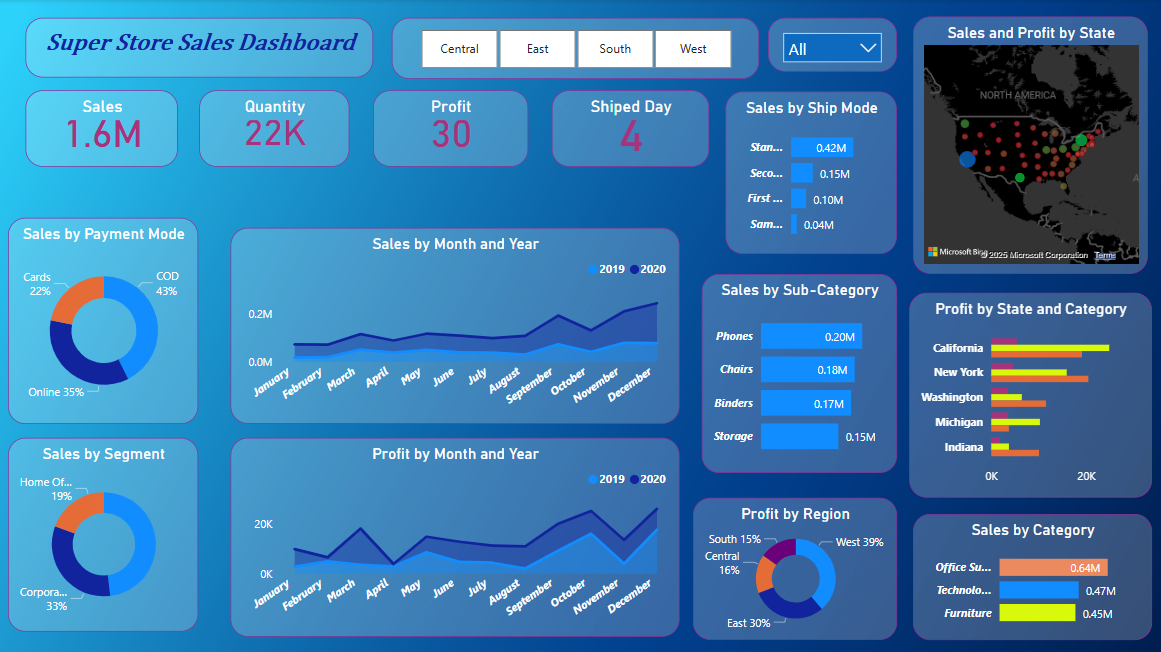 Super Store Sales Dashboard
Central
East
South
West
All
Sales
1.6M
Quantity
22K
Profit
30
Shiped Day
4
Sales by Ship Mode
Stan...
0.42M
Seco...
0.15M
First ...
0.10M
Sam...
0.04M
Sales and Profit by State
NORTH AMERICA
Microsoft Bing
© 2025 Microsoft Corporation Terms
Sales by Payment Mode
Cards
22%
COD
43%
Online 35%
Sales by Month and Year
2019
2020
0.2M
0.0M
January
February
March
April
May
June
July
August
September
October
November
December
Sales by Sub-Category
Phones
0.20M
Chairs
0.18M
Binders
0.17M
Storage
0.15M
Profit by State and Category
California
New York
Washington
Michigan
Indiana
0K
20K
Sales by Segment
Home Of...
19%
Corpora...
33%
Profit by Month and Year
2019
2020
20K
0K
January
February
March
April
May
June
July
August
September
October
November
December
Profit by Region
South 15%
Central
16%
West 39%
East 30%
Sales by Category
Office Su...
0.64M
Technolo...
0.47M
Furniture
0.45M